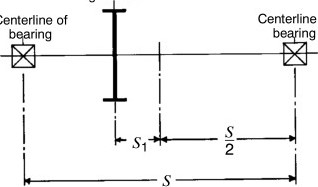 Centerline of
bearing
Centerline
bearing
S₁
S
2
S